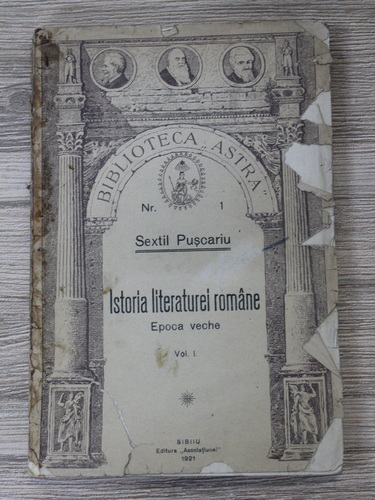 BIBLIOTECA „ASTRA"
Nr. 1
Sextil Pușcariu
Istoria literaturei române
Epoca veche
Vol. I.
SIBIIU
Editura „Asociațiunei"
1921